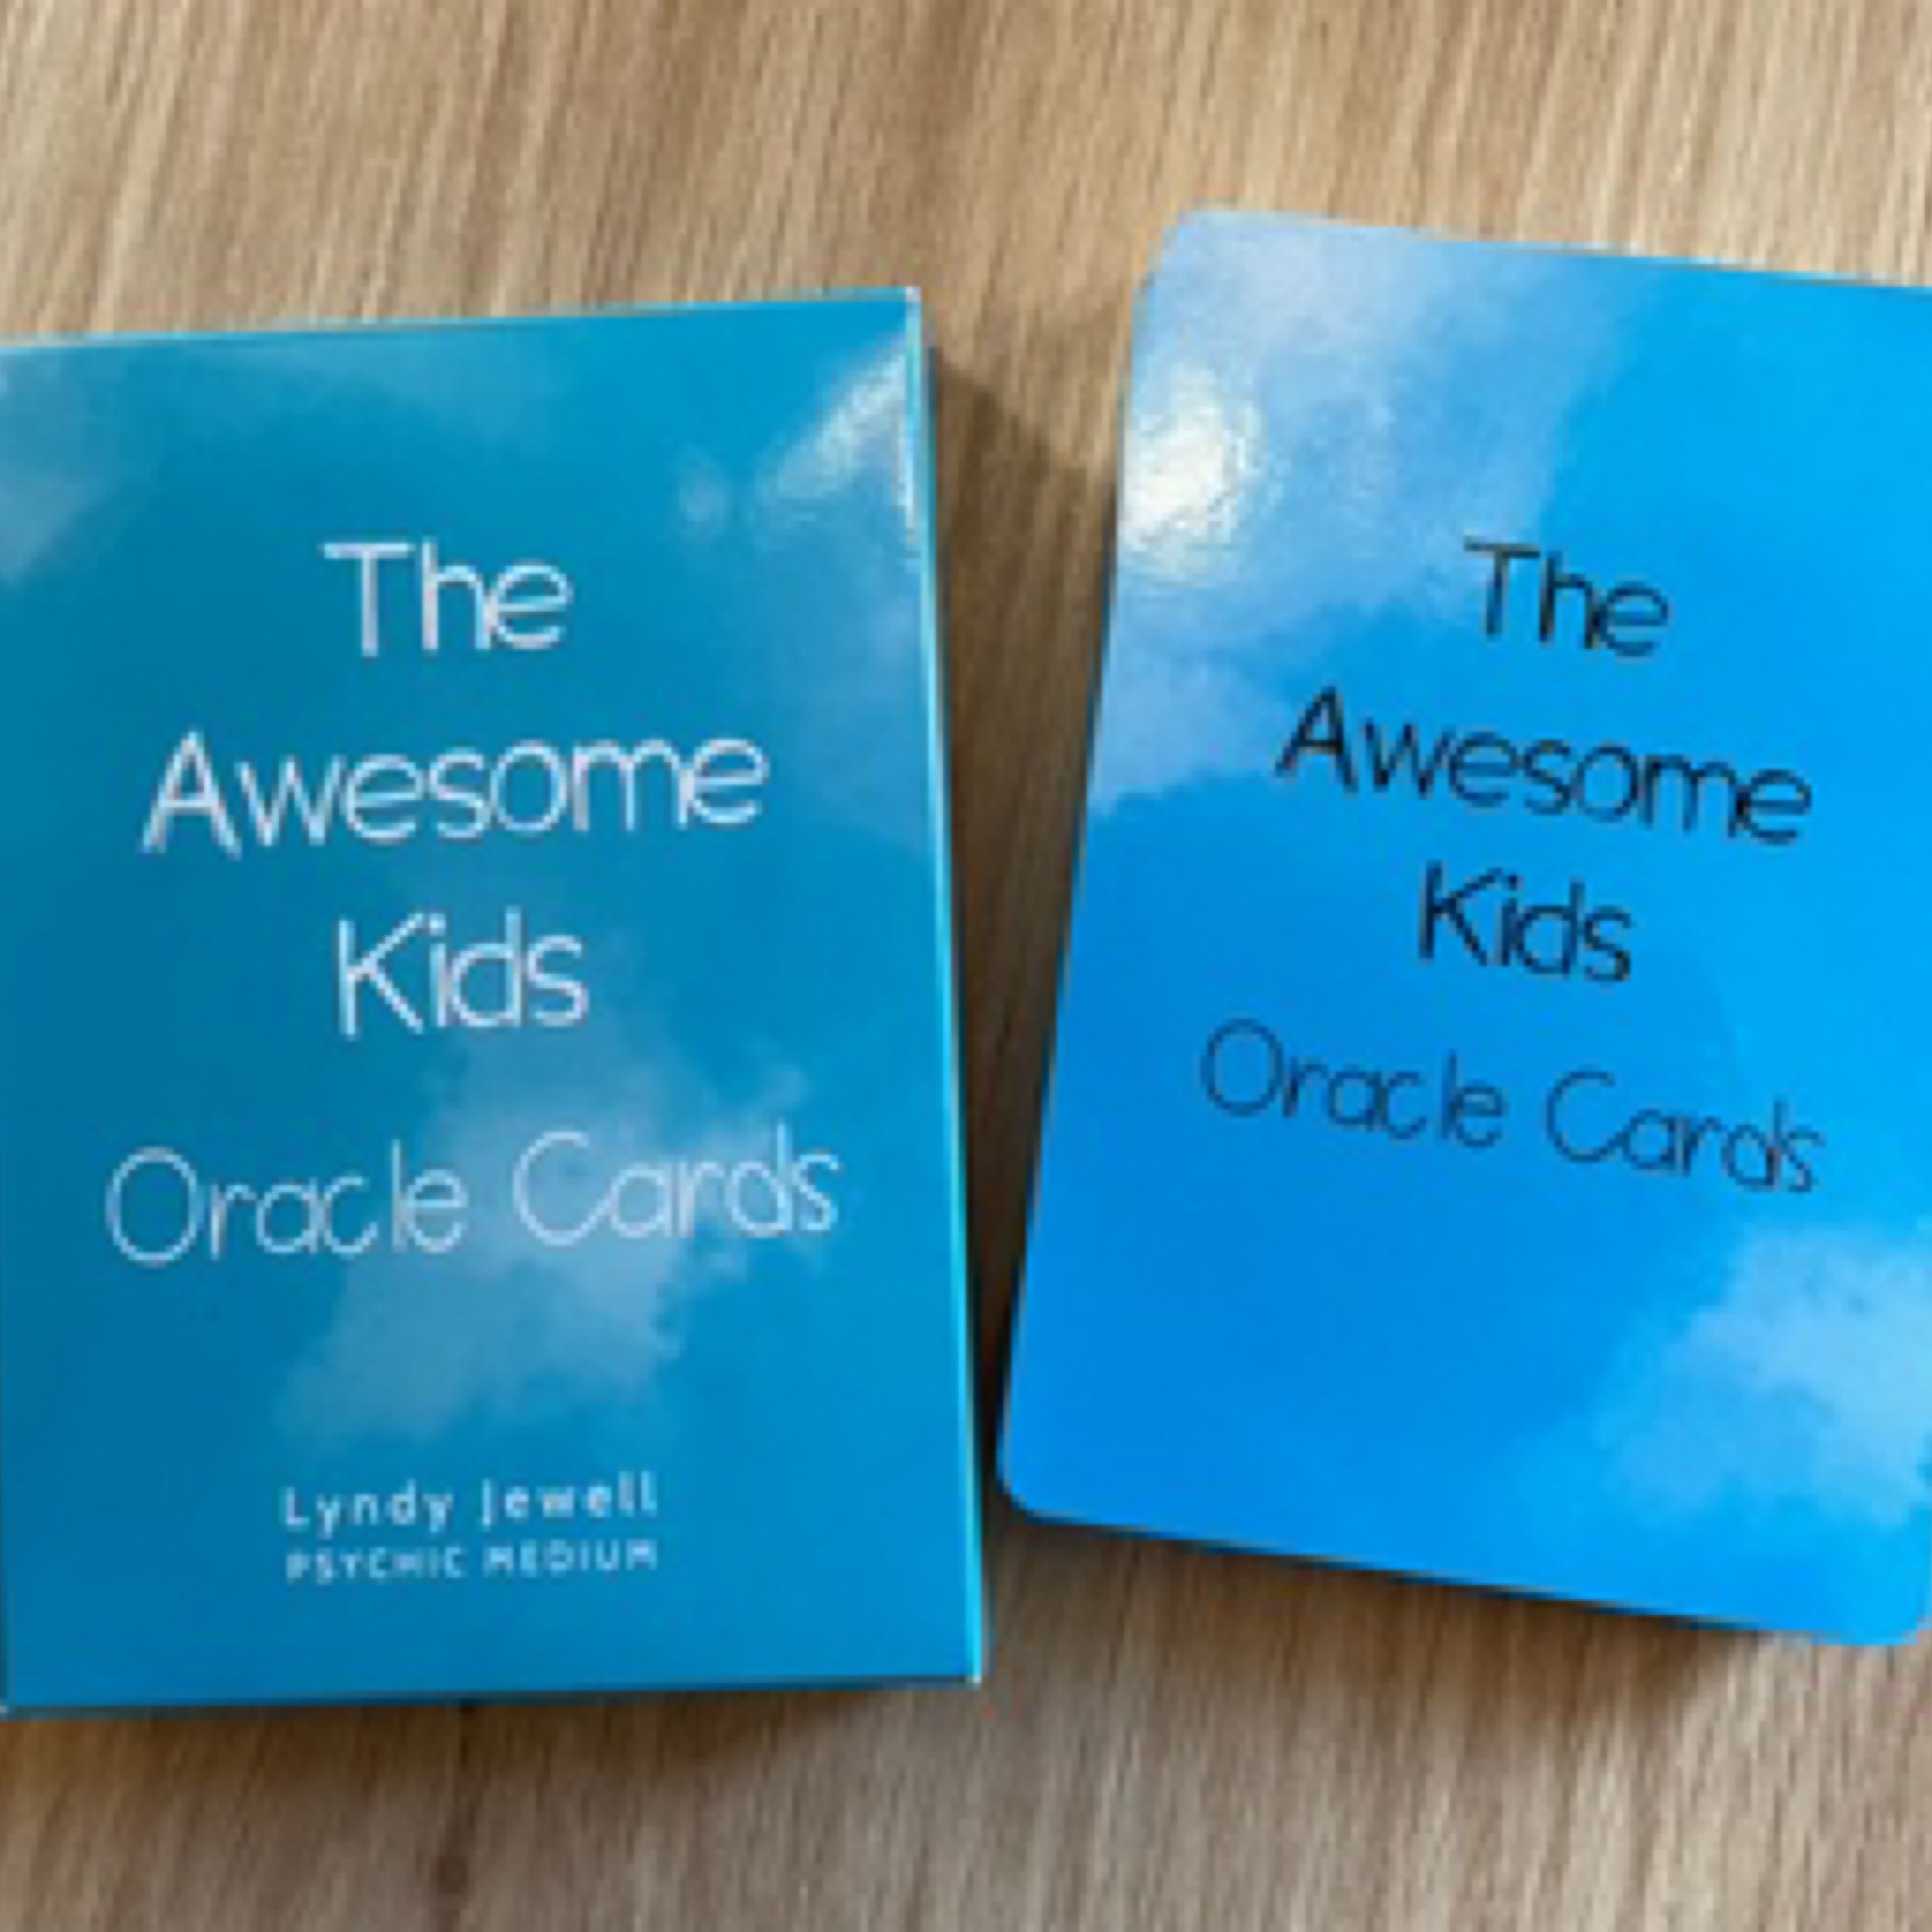 The
Awesome
Kids
Oracle Cards
Lyndy Jewell
PSYCHIC MEDIUM
The
Awesome
Kids
Oracle Cards